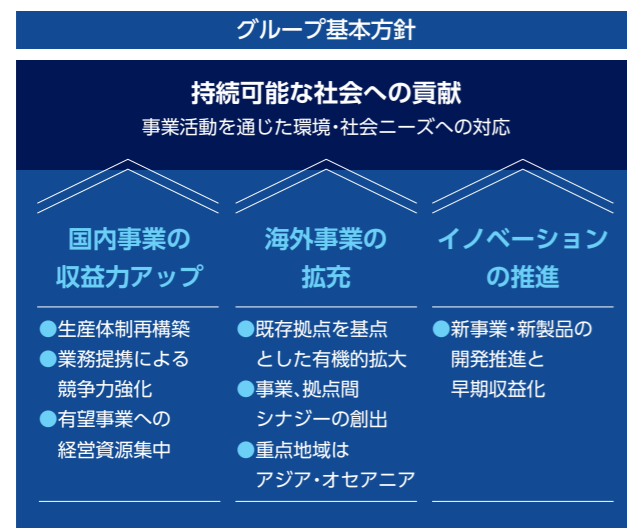 グループ基本方針
持続可能な社会への貢献
事業活動を通じた環境・社会ニーズへの対応
国内事業の
収益力アップ
●生産体制再構築
●業務提携による
競争力強化
●有望事業への
経営資源集中
海外事業の
拡充
●既存拠点を基点
とした有機的拡大
●事業、拠点間
シナジーの創出
●重点地域は
アジア・オセアニア
イノベーション
の推進
●新事業・新製品の
開発推進と
早期収益化